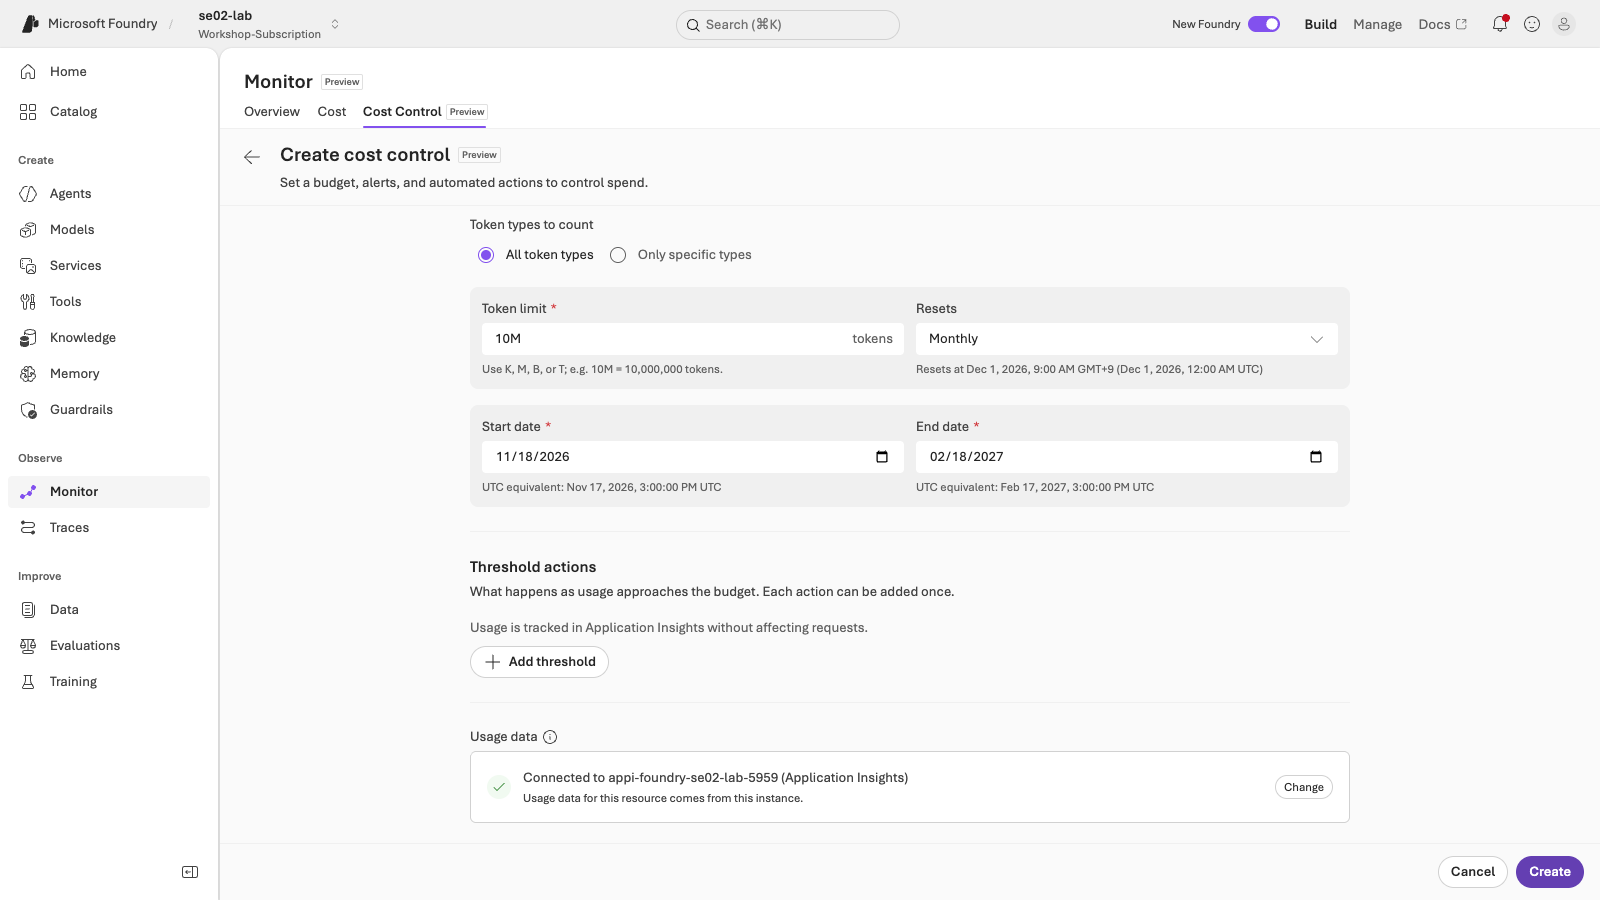 Microsoft Foundry / se02-lab
Workshop-Subscription
Search (⌘K)
New Foundry
Build
Manage
Docs
Home
Catalog
Create
Agents
Models
Services
Tools
Knowledge
Memory
Guardrails
Observe
Monitor
Traces
Improve
Data
Evaluations
Training
Monitor Preview
Overview Cost Cost Control Preview
Create cost control Preview
Set a budget, alerts, and automated actions to control spend.
Token types to count
All token types Only specific types
Token limit *
10M tokens
Use K, M, B, or T; e.g. 10M = 10,000,000 tokens.
Resets
Monthly
Resets at Dec 1, 2026, 9:00 AM GMT+9 (Dec 1, 2026, 12:00 AM UTC)
Start date *
11/18/2026
UTC equivalent: Nov 17, 2026, 3:00:00 PM UTC
End date *
02/18/2027
UTC equivalent: Feb 17, 2027, 3:00:00 PM UTC
Threshold actions
What happens as usage approaches the budget. Each action can be added once.
Usage is tracked in Application Insights without affecting requests.
Add threshold
Usage data
Connected to appi-foundry-se02-lab-5959 (Application Insights)
Usage data for this resource comes from this instance.
Change
Cancel
Create